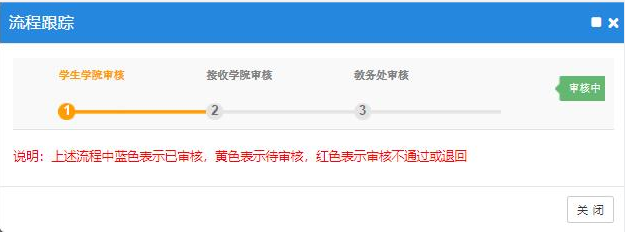 流程跟踪
学生学院审核 接收学院审核 教务处审核
审核中
1 2 3
说明：上述流程中蓝色表示已审核，黄色表示待审核，红色表示审核不通过或退回
关闭